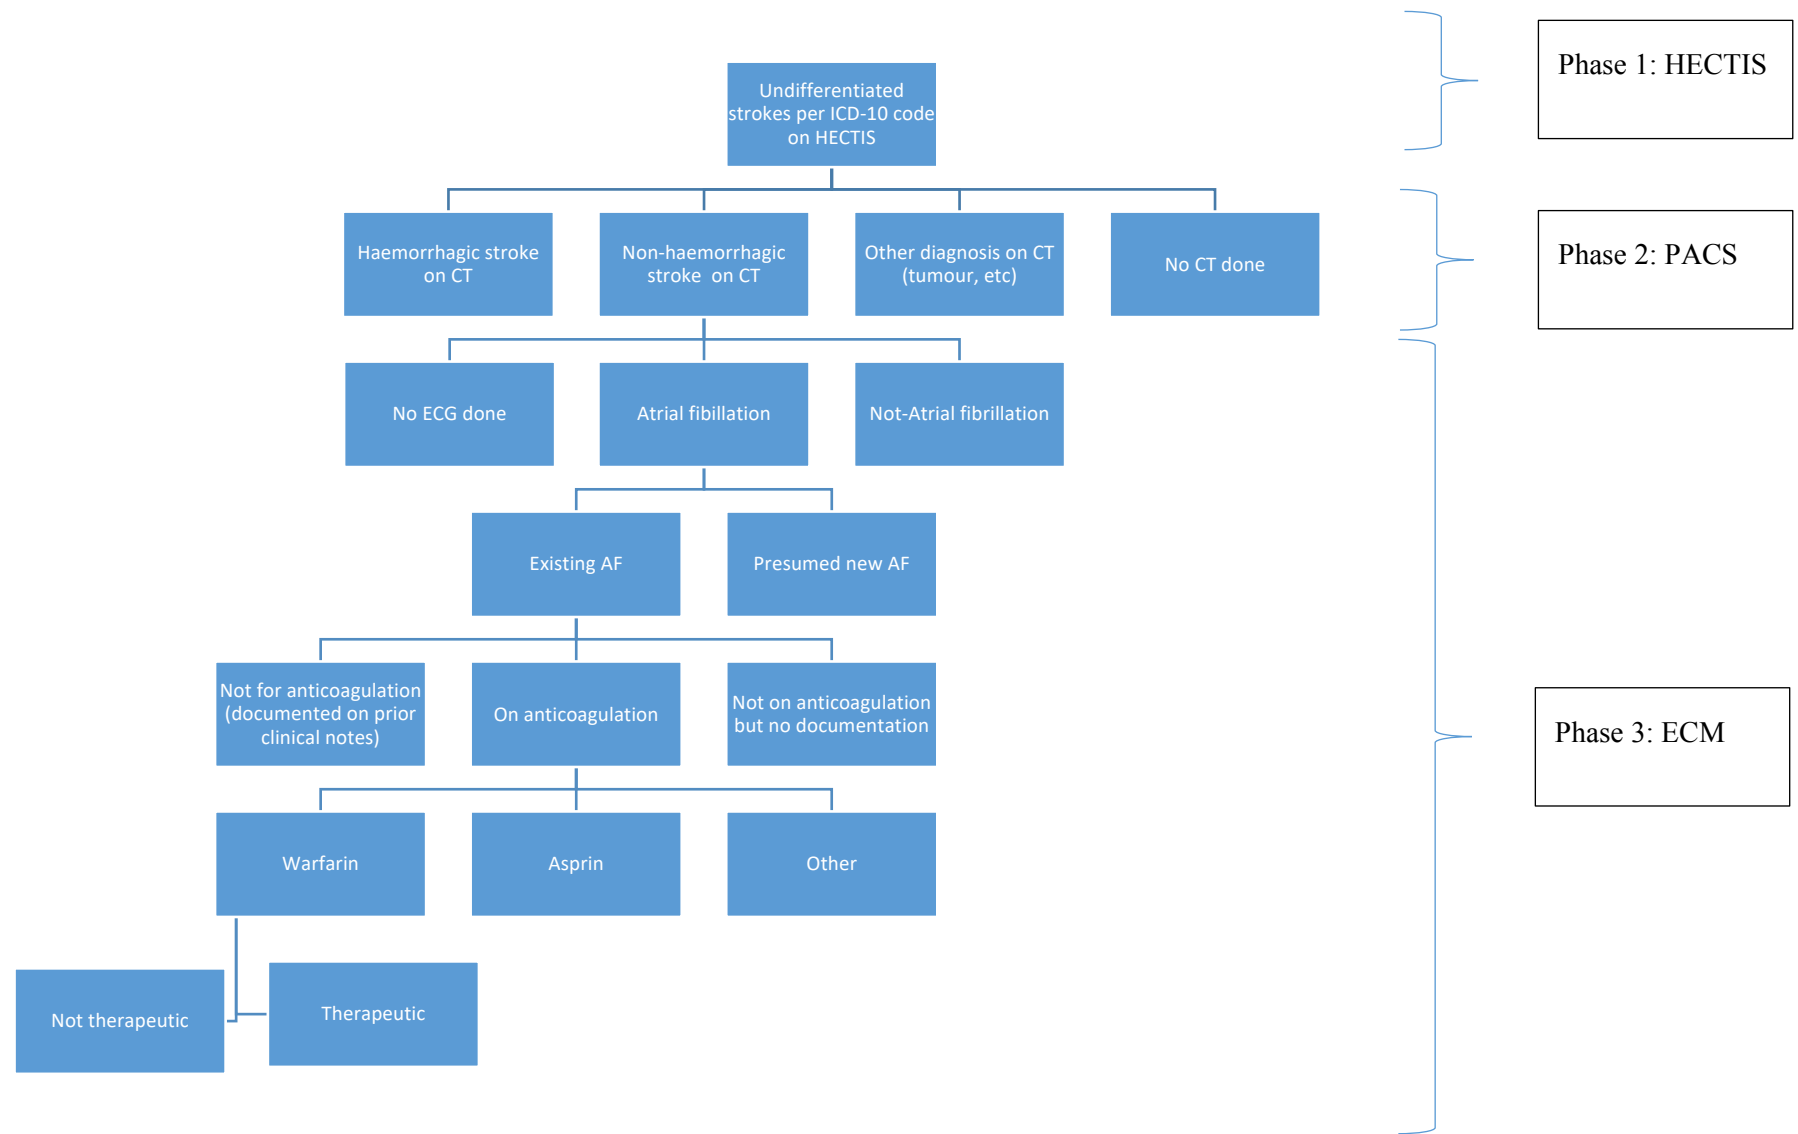 Phase 1: HECTIS
Undifferentiated
strokes per ICD-10 code
on HECTIS
Phase 2: PACS
Haemorrhagic stroke
on CT
Non-haemorrhagic
stroke on CT
Other diagnosis on CT
(tumour, etc)
No CT done
No ECG done
Atrial fibillation
Not-Atrial fibrillation
Existing AF
Presumed new AF
Phase 3: ECM
Not for anticoagulation
(documented on prior
clinical notes)
On anticoagulation
Not on anticoagulation
but no documentation
Warfarin
Asprin
Other
Not therapeutic
Therapeutic